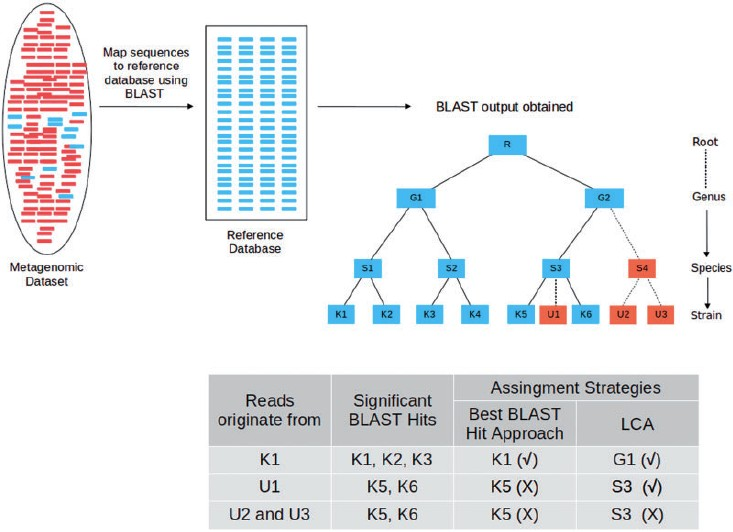 Map sequences
to reference
database using
BLAST
BLAST output obtained
Reference
Database
Metagenomic
Dataset
R
Root
G1
G2
Genus
S1
S2
S3
S4
Species
K1
K2
K3
K4
K5
U1
K6
U2
U3
Strain
Reads
originate from
Significant
BLAST Hits
Assingment Strategies
Best BLAST
Hit Approach
LCA
K1
K1, K2, K3
K1 (√)
G1 (√)
U1
K5, K6
K5 (X)
S3 (√)
U2 and U3
K5, K6
K5 (X)
S3 (X)